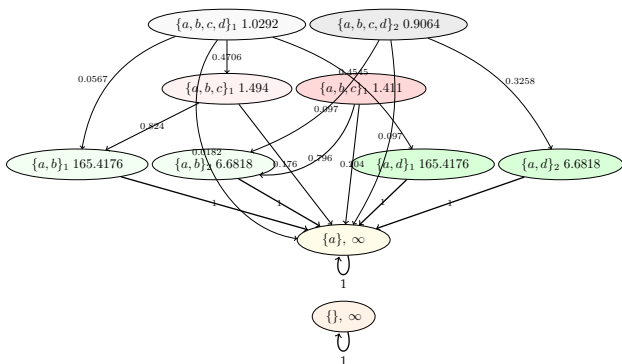 {a, b, c, d}₁ 1.0292 {a, b, c, d}₂ 0.9064
0.4706
0.4545
0.0567
0.3258
{a, b, c}₁ 1.494 {a, b, c}₁ 1.411
0.097
0.824
0.097
0.0182
0.796
{a, b}₁ 165.4176 {a, b}₂ 6.6818 0.176 0.204 {a, d}₁ 165.4176 {a, d}₂ 6.6818
1 1 1 1
{a}, ∞
1
{}, ∞
1